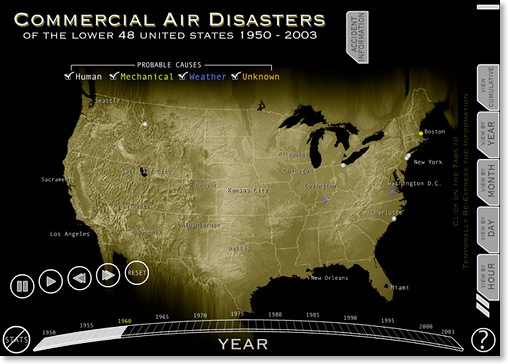 COMMERCIAL AIR DISASTERS
OF THE LOWER 48 UNITED STATES 1950 - 2003
ACCIDENT
INFORMATION
PROBABLE CAUSES
Human Mechanical Weather Unknown
Seattle
Boston
Milwaukee
New York
Salt Lake City
Chicago
Sacramento
Denver
Covington
Washington D.C.
Kansas City
Charlotte
Los Angeles
Albuquerque
Phoenix
Dallas
New Orleans
Miami
VIEW
CUMULATIVE
VIEW BY
YEAR
VIEW BY
MONTH
VIEW BY
DAY
VIEW BY
HOUR
CLICK ON THE TABS TO
TEMPORALLY RE-EXPRESS THE INFORMATION
RESET
STATS
1950 1955 1960 1965 1970 1975 1980 1985 1990 1995 2000 2003
YEAR
?